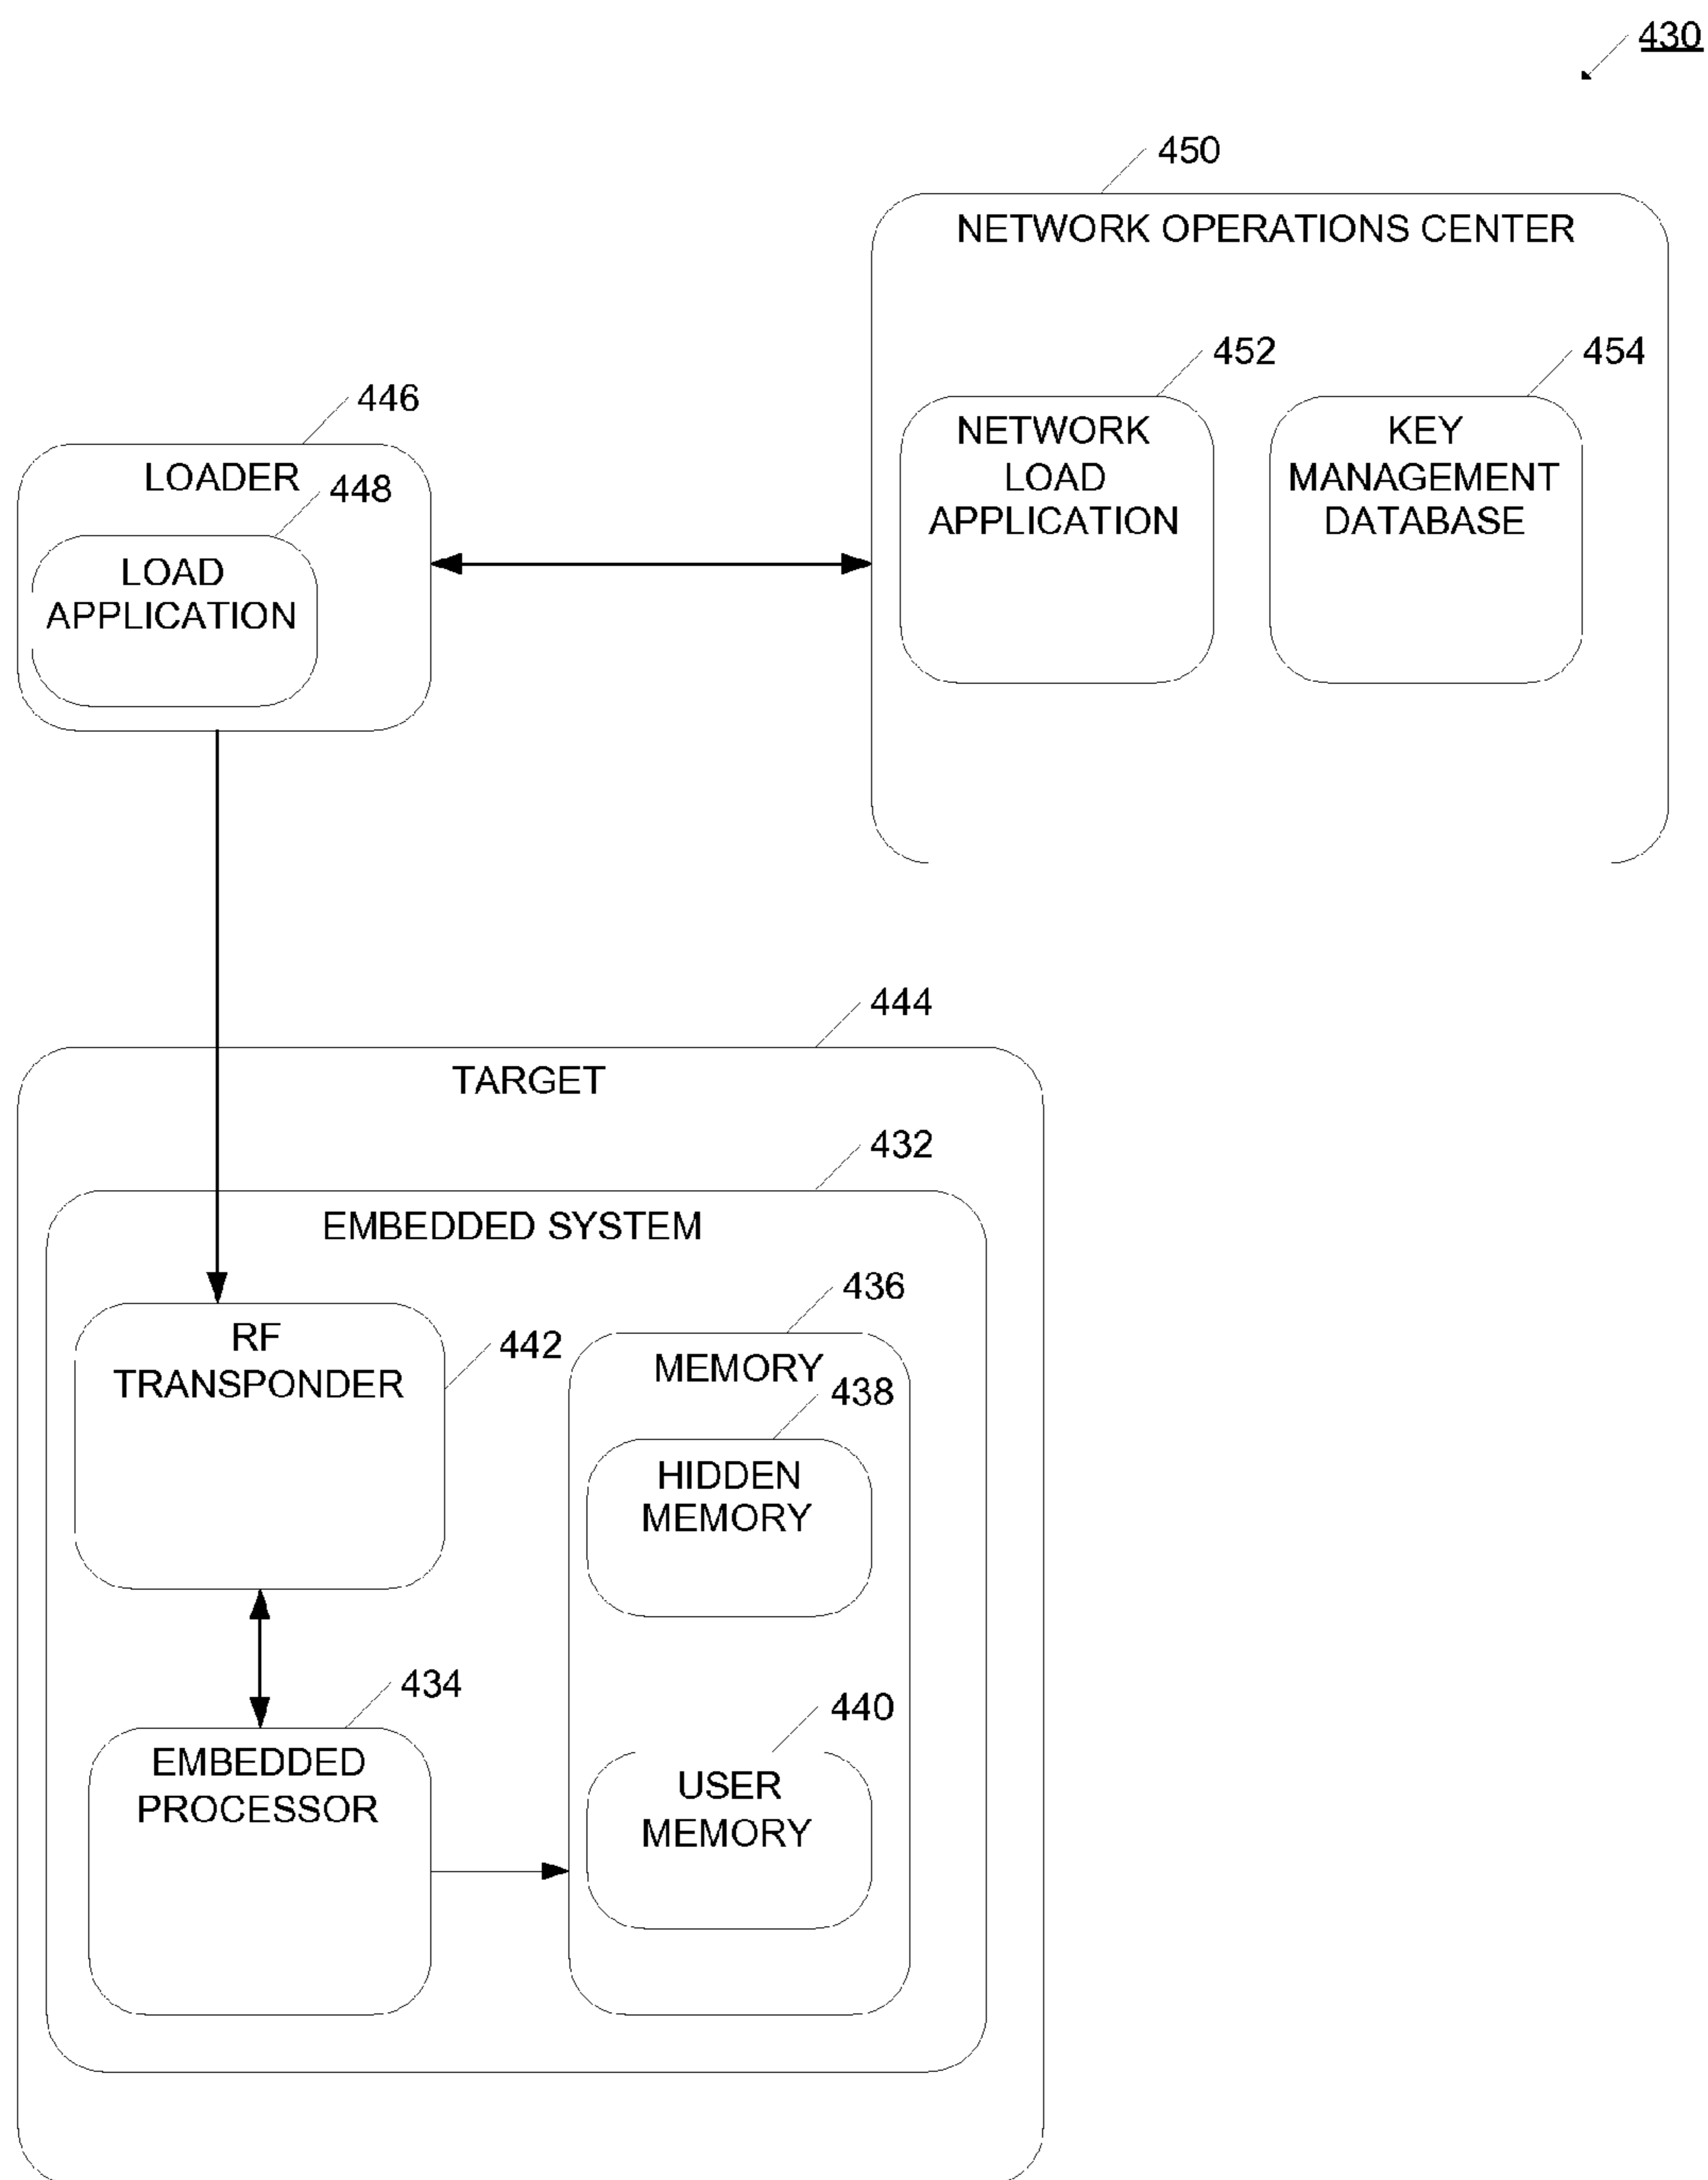 430
450
NETWORK OPERATIONS CENTER
452
454
NETWORK
LOAD
APPLICATION
KEY
MANAGEMENT
DATABASE
446
LOADER
448
LOAD
APPLICATION
444
TARGET
432
EMBEDDED SYSTEM
RF
TRANSPONDER
442
436
MEMORY
438
HIDDEN
MEMORY
434
EMBEDDED
PROCESSOR
440
USER
MEMORY